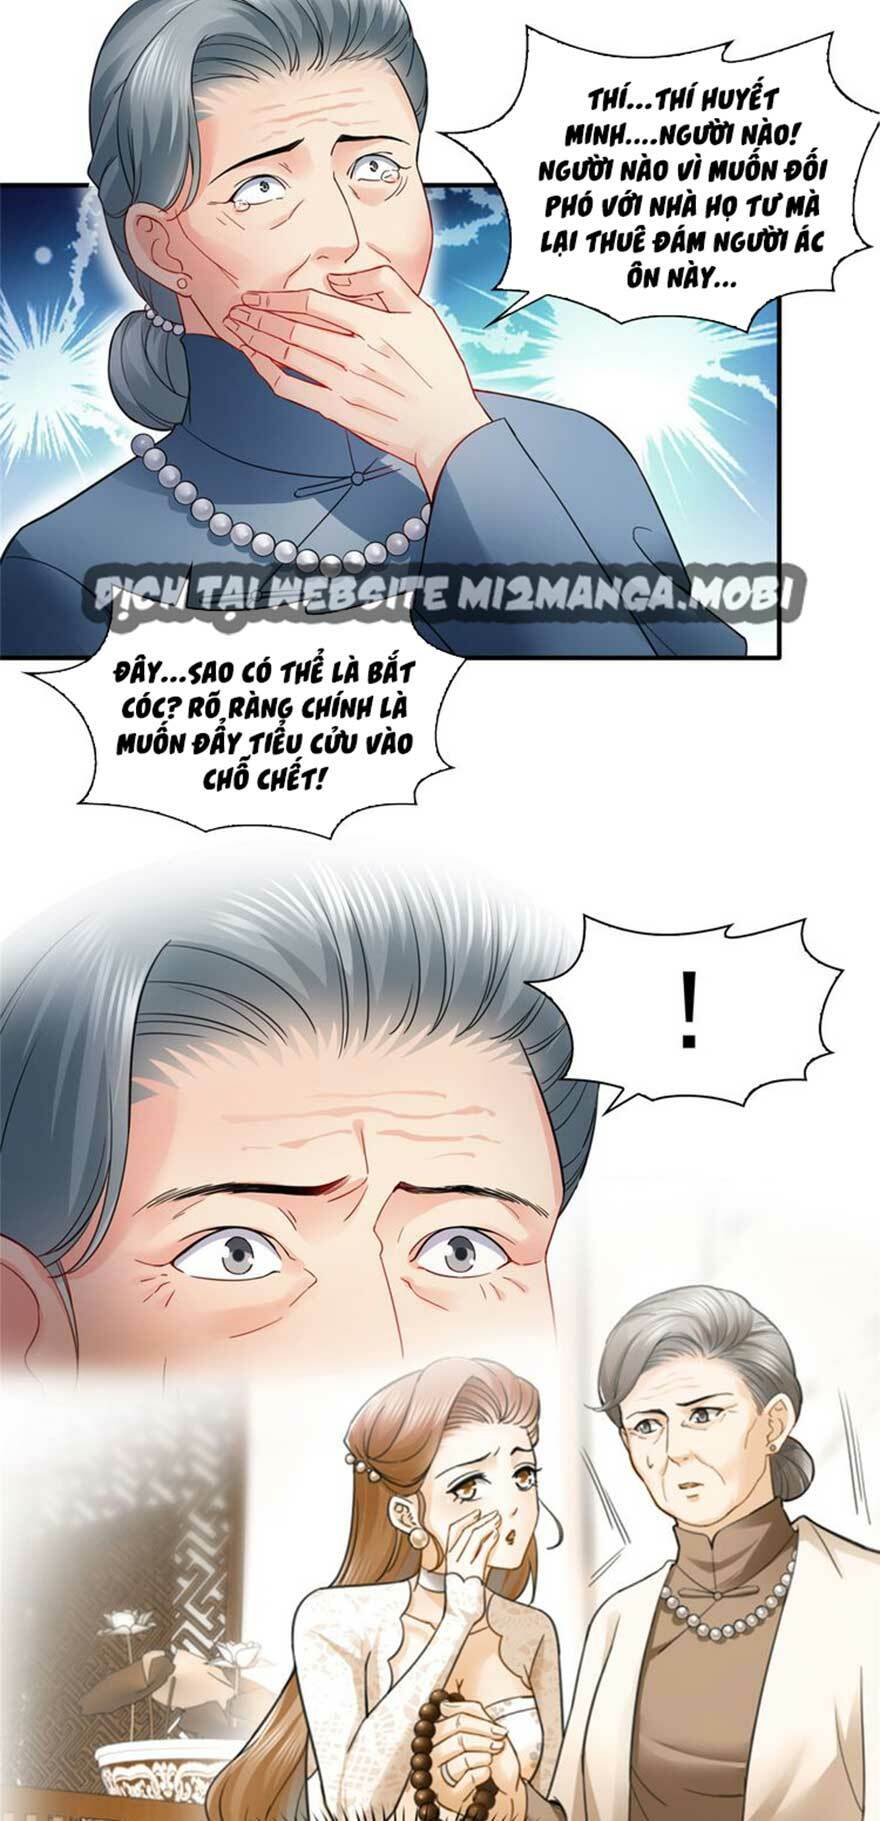 THÍ...THÍ HUYẾT
MINH....NGƯỜI NÀO!
NGƯỜI NÀO VÌ MUỐN ĐỐI
PHÓ VỚI NHÀ HỌ TƯ MÀ
LẠI THUÊ ĐÁM NGƯỜI ÁC
ÔN NÀY...
DỊCH TẠI WEBSITE MI2MANGA.MOBI
ĐÂY...SAO CÓ THỂ LÀ BẮT
CÓC? RÕ RÀNG CHÍNH LÀ
MUỐN ĐẨY TIỂU CỬU VÀO
CHỖ CHẾT!
!